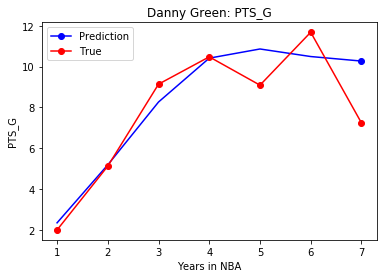 Danny Green: PTS_G
Prediction
True
PTS_G
12
10
8
6
4
2
1 2 3 4 5 6 7
Years in NBA